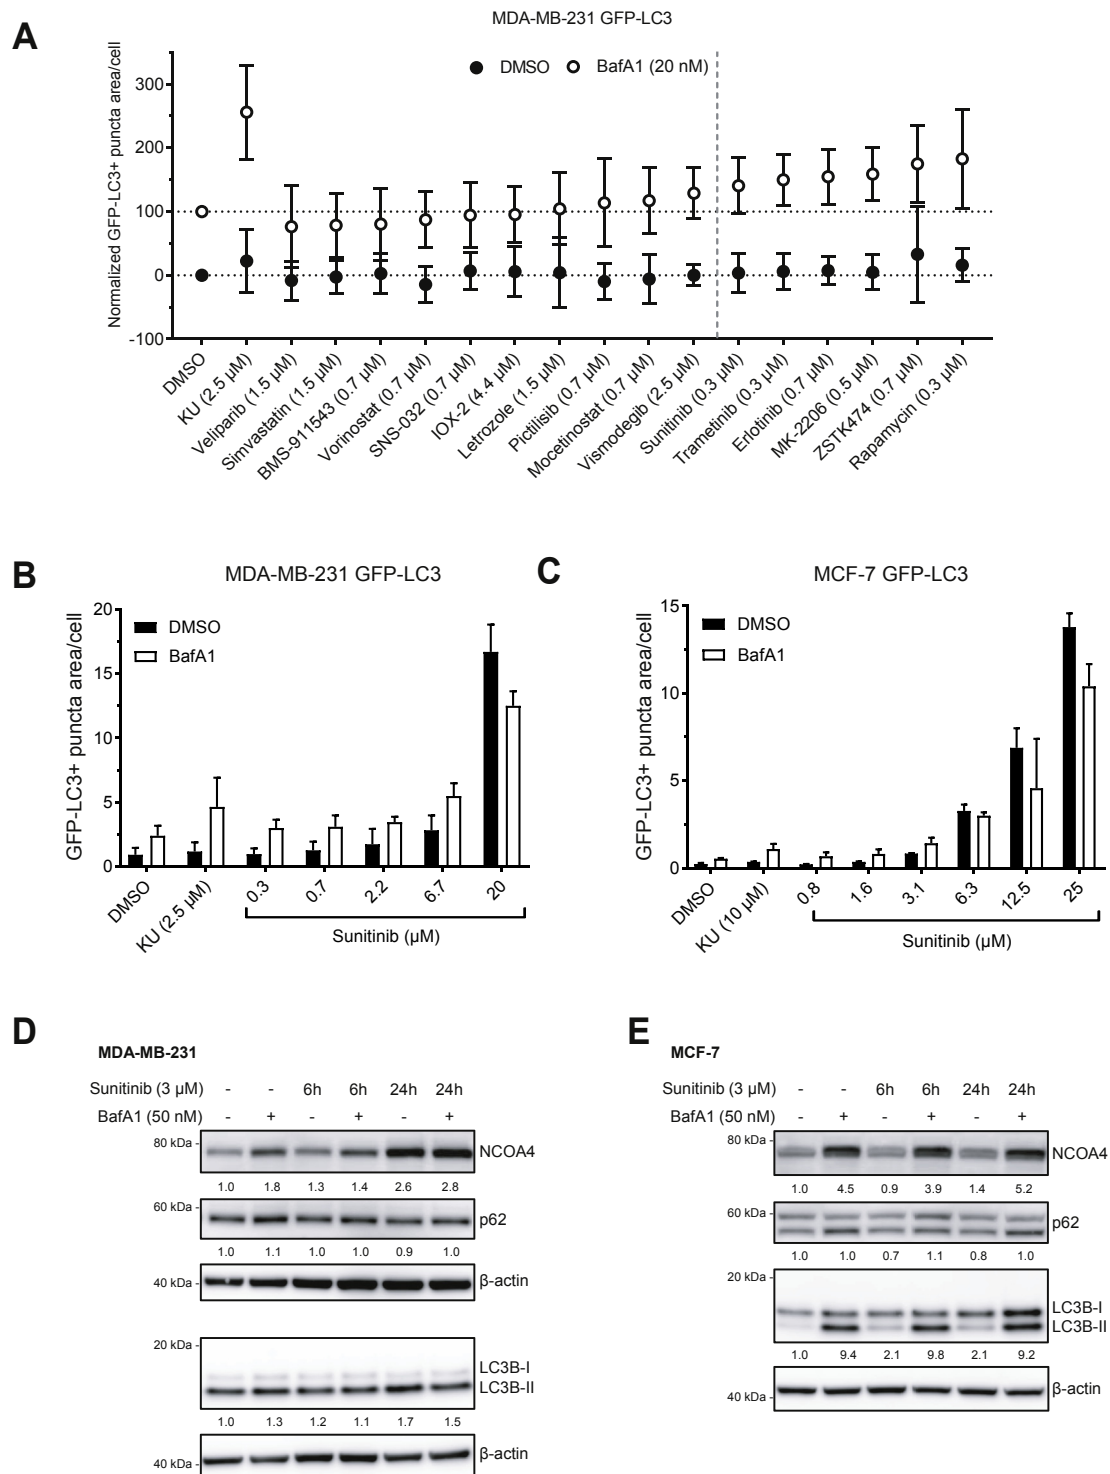 A
MDA-MB-231 GFP-LC3
DMSO BafA1 (20 nM)
Normalized GFP-LC3+ puncta area/cell
300
200
100
0
-100
DMSO
KU (2.5 µM)
Veliparib (1.5 µM)
Simvastatin (1.5 µM)
BMS-911543 (0.7 µM)
Vorinostat (0.7 µM)
SNS-032 (0.7 µM)
IOX-2 (4.4 µM)
Letrozole (1.5 µM)
Pictilisib (0.7 µM)
Mocetinostat (0.7 µM)
Vismodegib (2.5 µM)
Sunitinib (0.3 µM)
Trametinib (0.3 µM)
Erlotinib (0.7 µM)
MK-2206 (0.5 µM)
ZSTK474 (0.7 µM)
Rapamycin (0.3 µM)
B
MDA-MB-231 GFP-LC3
DMSO
BafA1
GFP-LC3+ puncta area/cell
20
15
10
5
0
DMSO
KU (2.5 µM)
0.3
0.7
2.2
6.7
20
Sunitinib (µM)
C
MCF-7 GFP-LC3
DMSO
BafA1
GFP-LC3+ puncta area/cell
15
10
5
0
DMSO
KU (10 µM)
0.8
1.6
3.1
6.3
12.5
25
Sunitinib (µM)
D
MDA-MB-231
Sunitinib (3 µM) - - 6h 6h 24h 24h
BafA1 (50 nM) - + - + - +
80 kDa - NCOA4
1.0 1.8 1.3 1.4 2.6 2.8
60 kDa - p62
1.0 1.1 1.0 1.0 0.9 1.0
40 kDa - β-actin
20 kDa -
LC3B-I
LC3B-II
1.0 1.3 1.2 1.1 1.7 1.5
40 kDa - β-actin
E
MCF-7
Sunitinib (3 µM) - - 6h 6h 24h 24h
BafA1 (50 nM) - + - + - +
80 kDa - NCOA4
1.0 4.5 0.9 3.9 1.4 5.2
60 kDa - p62
1.0 1.0 0.7 1.1 0.8 1.0
20 kDa -
LC3B-I
LC3B-II
1.0 9.4 2.1 9.8 2.1 9.2
40 kDa - β-actin